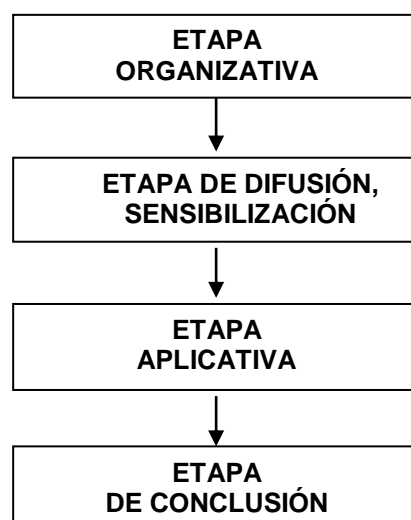 ETAPA
ORGANIZATIVA
ETAPA DE DIFUSIÓN,
SENSIBILIZACIÓN
ETAPA
APLICATIVA
ETAPA
DE CONCLUSIÓN